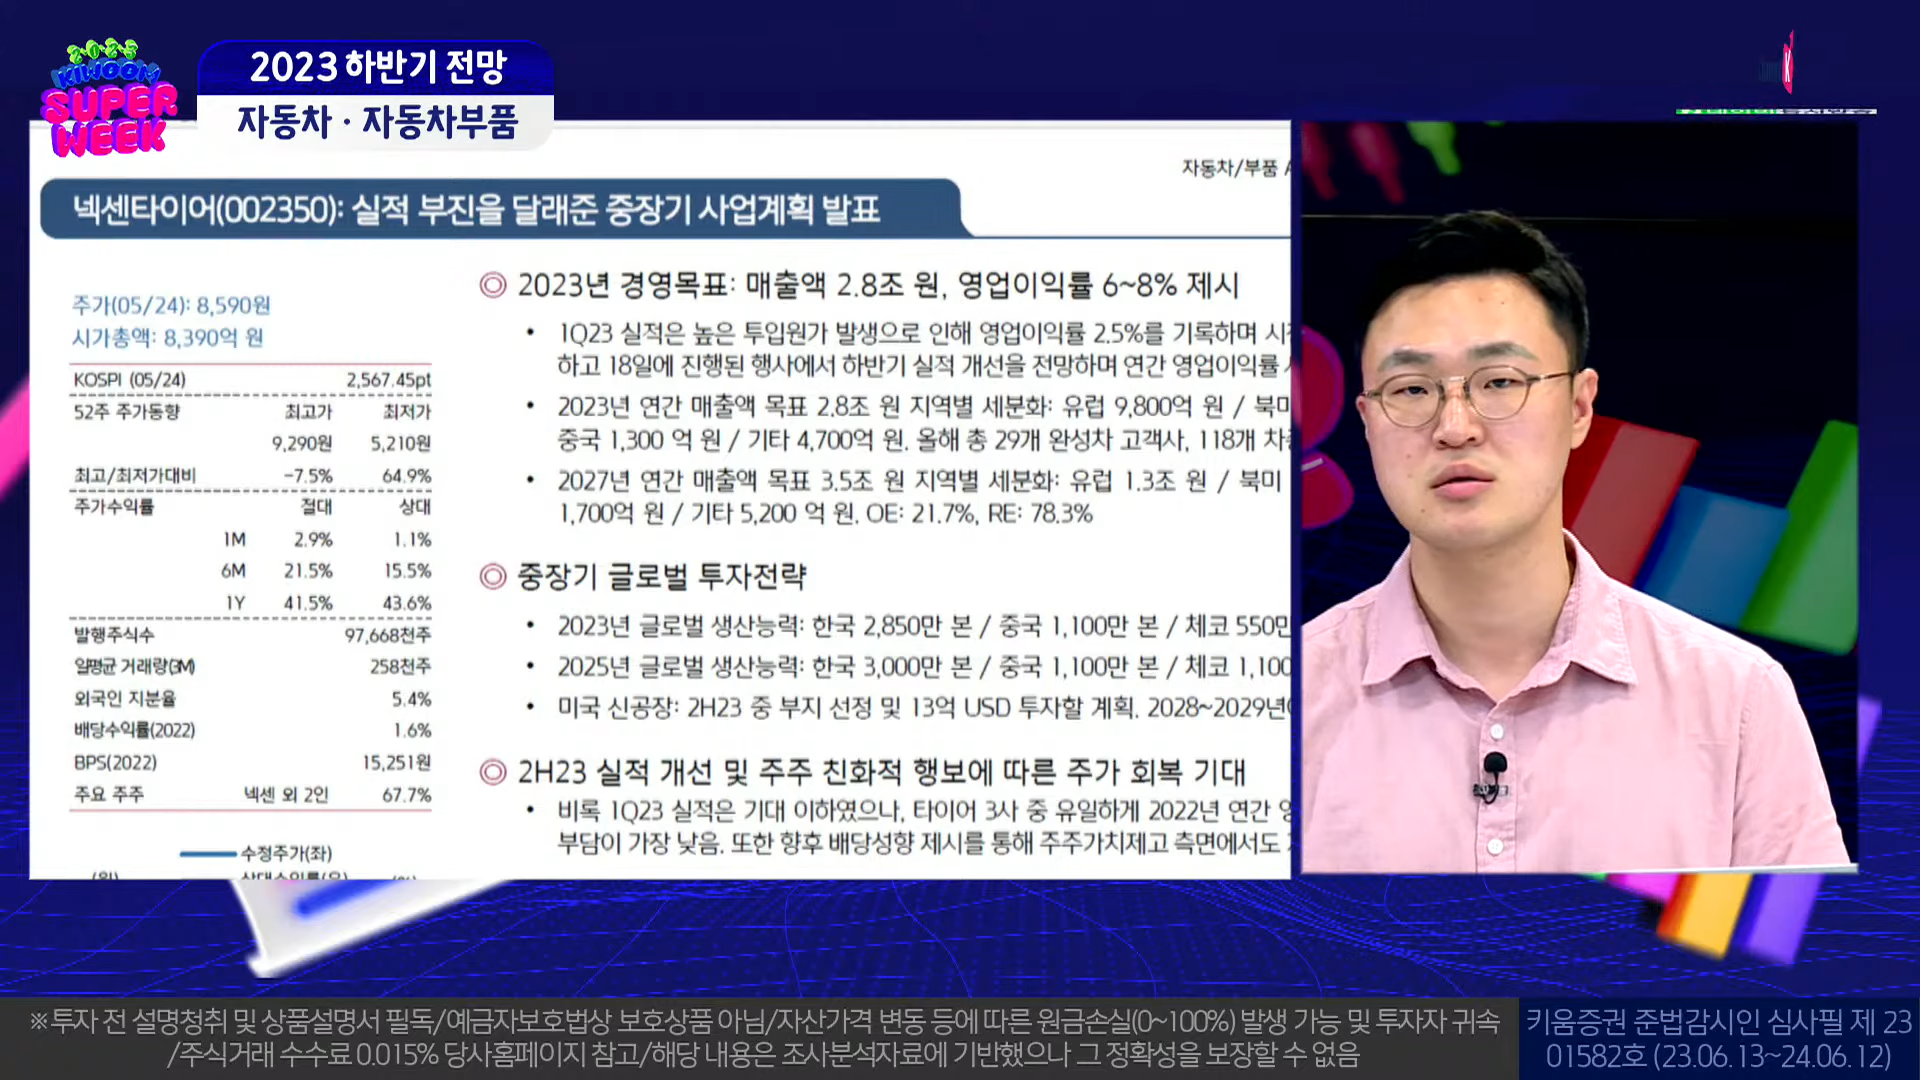 2023
KIWOOM
SUPER
WEEK
2023 하반기 전망
자동차 · 자동차부품
자동차/부품
넥센타이어(002350): 실적 부진을 달래준 중장기 사업계획 발표
주가(05/24): 8,590원
시가총액: 8,390억 원
KOSPI (05/24) 2,567.45pt
52주 주가동향 최고가 최저가
9,290원 5,210원
최고/최저가대비 -7.5% 64.9%
주가수익률 절대 상대
1M 2.9% 1.1%
6M 21.5% 15.5%
1Y 41.5% 43.6%
발행주식수 97,668천주
일평균 거래량(3M) 258천주
외국인 지분율 5.4%
배당수익률(2022) 1.6%
BPS(2022) 15,251원
주요 주주 넥센 외 2인 67.7%
수정주가(좌)
◎ 2023년 경영목표: 매출액 2.8조 원, 영업이익률 6~8% 제시
• 1Q23 실적은 높은 투입원가 발생으로 인해 영업이익률 2.5%를 기록하며
하고 18일에 진행된 행사에서 하반기 실적 개선을 전망하며 연간 영업이익률
• 2023년 연간 매출액 목표 2.8조 원 지역별 세분화: 유럽 9,800억 원 / 북미
중국 1,300 억 원 / 기타 4,700억 원. 올해 총 29개 완성차 고객사, 118개
• 2027년 연간 매출액 목표 3.5조 원 지역별 세분화: 유럽 1.3조 원 / 북미
1,700억 원 / 기타 5,200 억 원. OE: 21.7%, RE: 78.3%
◎ 중장기 글로벌 투자전략
• 2023년 글로벌 생산능력: 한국 2,850만 본 / 중국 1,100만 본 / 체코 550만
• 2025년 글로벌 생산능력: 한국 3,000만 본 / 중국 1,100만 본 / 체코 1,100
• 미국 신공장: 2H23 중 부지 선정 및 13억 USD 투자할 계획. 2028~2029년
◎ 2H23 실적 개선 및 주주 친화적 행보에 따른 주가 회복 기대
• 비록 1Q23 실적은 기대 이하였으나, 타이어 3사 중 유일하게 2022년 연간
부담이 가장 낮음. 또한 향후 배당성향 제시를 통해 주주가치제고 측면에서도
※투자 전 설명청취 및 상품설명서 필독/예금자보호법상 보호상품 아님/자산가격 변동 등에 따른 원금손실(0~100%) 발생 가능 및 투자자 귀속
/주식거래 수수료 0.015% 당사홈페이지 참고/해당 내용은 조사분석자료에 기반했으나 그 정확성을 보장할 수 없음
키움증권 준법감시인 심사필 제 23
01582호 (23.06.13~24.06.12)